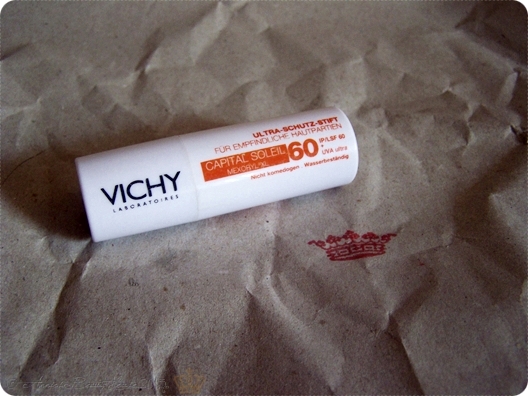 VICHY
LABORATOIRES
ULTRA-SCHUTZ-STIFT
FÜR EMPFINDLICHE HAUTPARTIEN
CAPITAL SOLEIL 60 IP/LSF 60
MEXORYL
+
UVA ultra
Nicht komedogen · Wasserbeständig